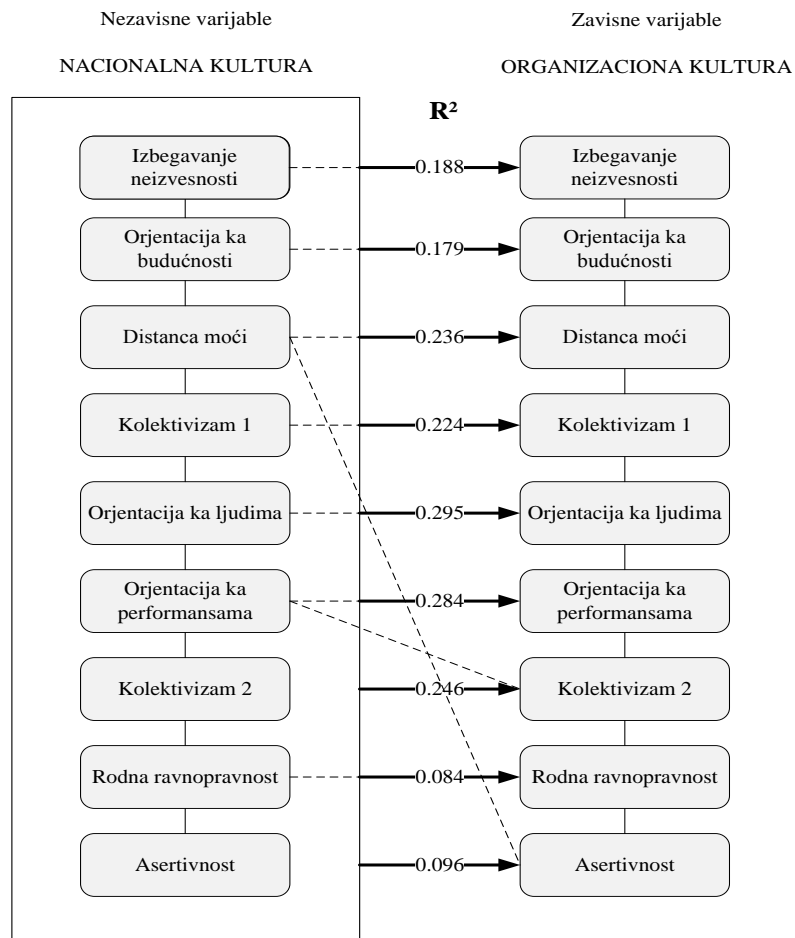 Nezavisne varijable
Zavisne varijable
NACIONALNA KULTURA
ORGANIZACIONA KULTURA
R²
Izbegavanje
neizvesnosti
0.188
Izbegavanje
neizvesnosti
Orjentacija ka
budućnosti
0.179
Orjentacija ka
budućnosti
Distanca moći
0.236
Distanca moći
Kolektivizam 1
0.224
Kolektivizam 1
Orjentacija ka ljudima
0.295
Orjentacija ka ljudima
Orjentacija ka
performansama
0.284
Orjentacija ka
performansama
Kolektivizam 2
0.246
Kolektivizam 2
Rodna ravnopravnost
0.084
Rodna ravnopravnost
Asertivnost
0.096
Asertivnost